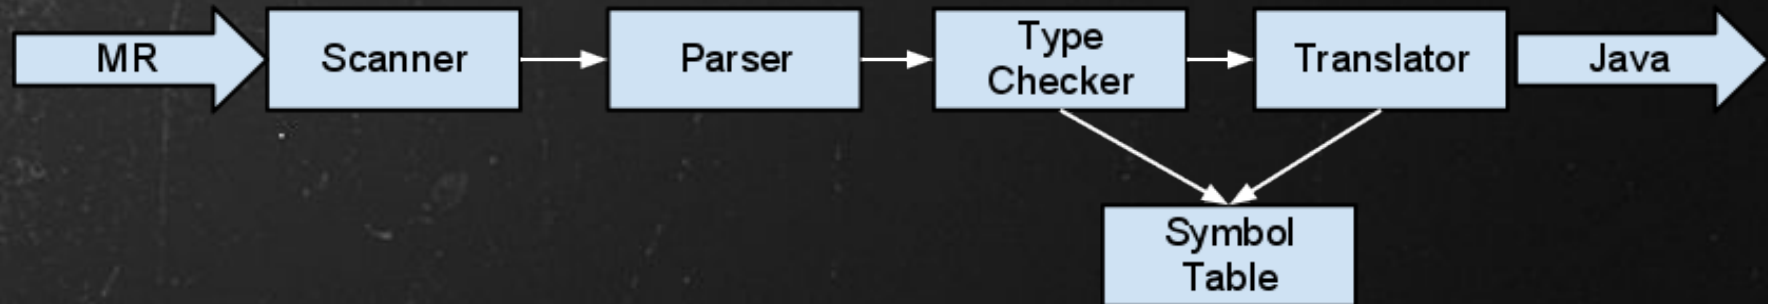 MR
Scanner
Parser
Type
Checker
Translator
Java
Symbol
Table